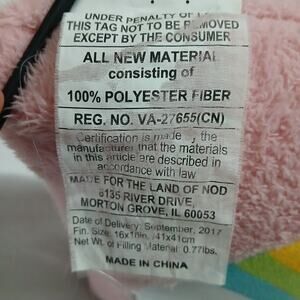 UNDER PENALTY OF
THIS TAG NOT TO BE REMOVED
EXCEPT BY THE CONSUMER
ALL NEW MATERIAL
consisting of
100% POLYESTER FIBER
REG. NO. VA-27655(CN)
Certification is made , the
manufacturer that the materials
in this article are described in
accordance with law
MADE FOR THE LAND OF NOD
8135 RIVER DRIVE,
MORTON GROVE, IL 60053
Date of Delivery: September, 2017
Fin. Size: 16x16in. /41x41cm
Net Wt. of Filling Material: 0.77lbs.
MADE IN CHINA